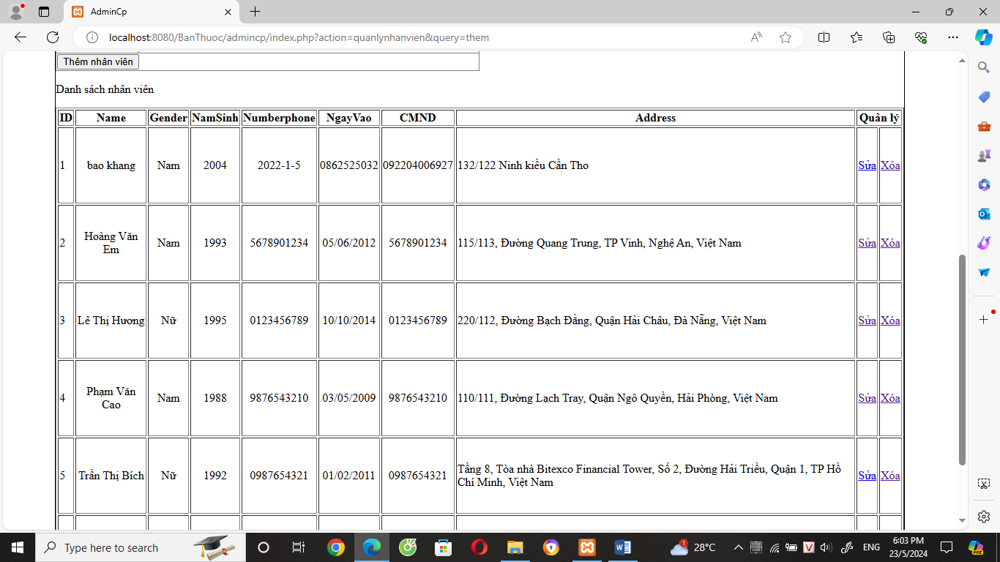 AdminCp
localhost:8080/BanThuoc/admincp/index.php?action=quanlynhanvien&query=them
Thêm nhân viên
Danh sách nhân viên
ID Name Gender NamSinh Numberphone NgayVao CMND Address Quản lý
1 bao khang Nam 2004 2022-1-5 0862525032 092204006927 132/122 Ninh kiều Cần Tho Sửa Xóa
2 Hoàng Văn Em Nam 1993 5678901234 05/06/2012 5678901234 115/113, Đường Quang Trung, TP Vinh, Nghệ An, Việt Nam Sửa Xóa
3 Lê Thị Hương Nữ 1995 0123456789 10/10/2014 0123456789 220/112, Đường Bạch Đằng, Quận Hải Châu, Đà Nẵng, Việt Nam Sửa Xóa
4 Phạm Văn Cao Nam 1988 9876543210 03/05/2009 9876543210 110/111, Đường Lạch Tray, Quận Ngô Quyền, Hải Phòng, Việt Nam Sửa Xóa
5 Trần Thị Bích Nữ 1992 0987654321 01/02/2011 0987654321 Tầng 8, Tòa nhà Bitexco Financial Tower, Số 2, Đường Hải Triều, Quận 1, TP Hồ Chí Minh, Việt Nam Sửa Xóa
Type here to search
1
28°C
V
ENG
6:03 PM
23/5/2024
PRE